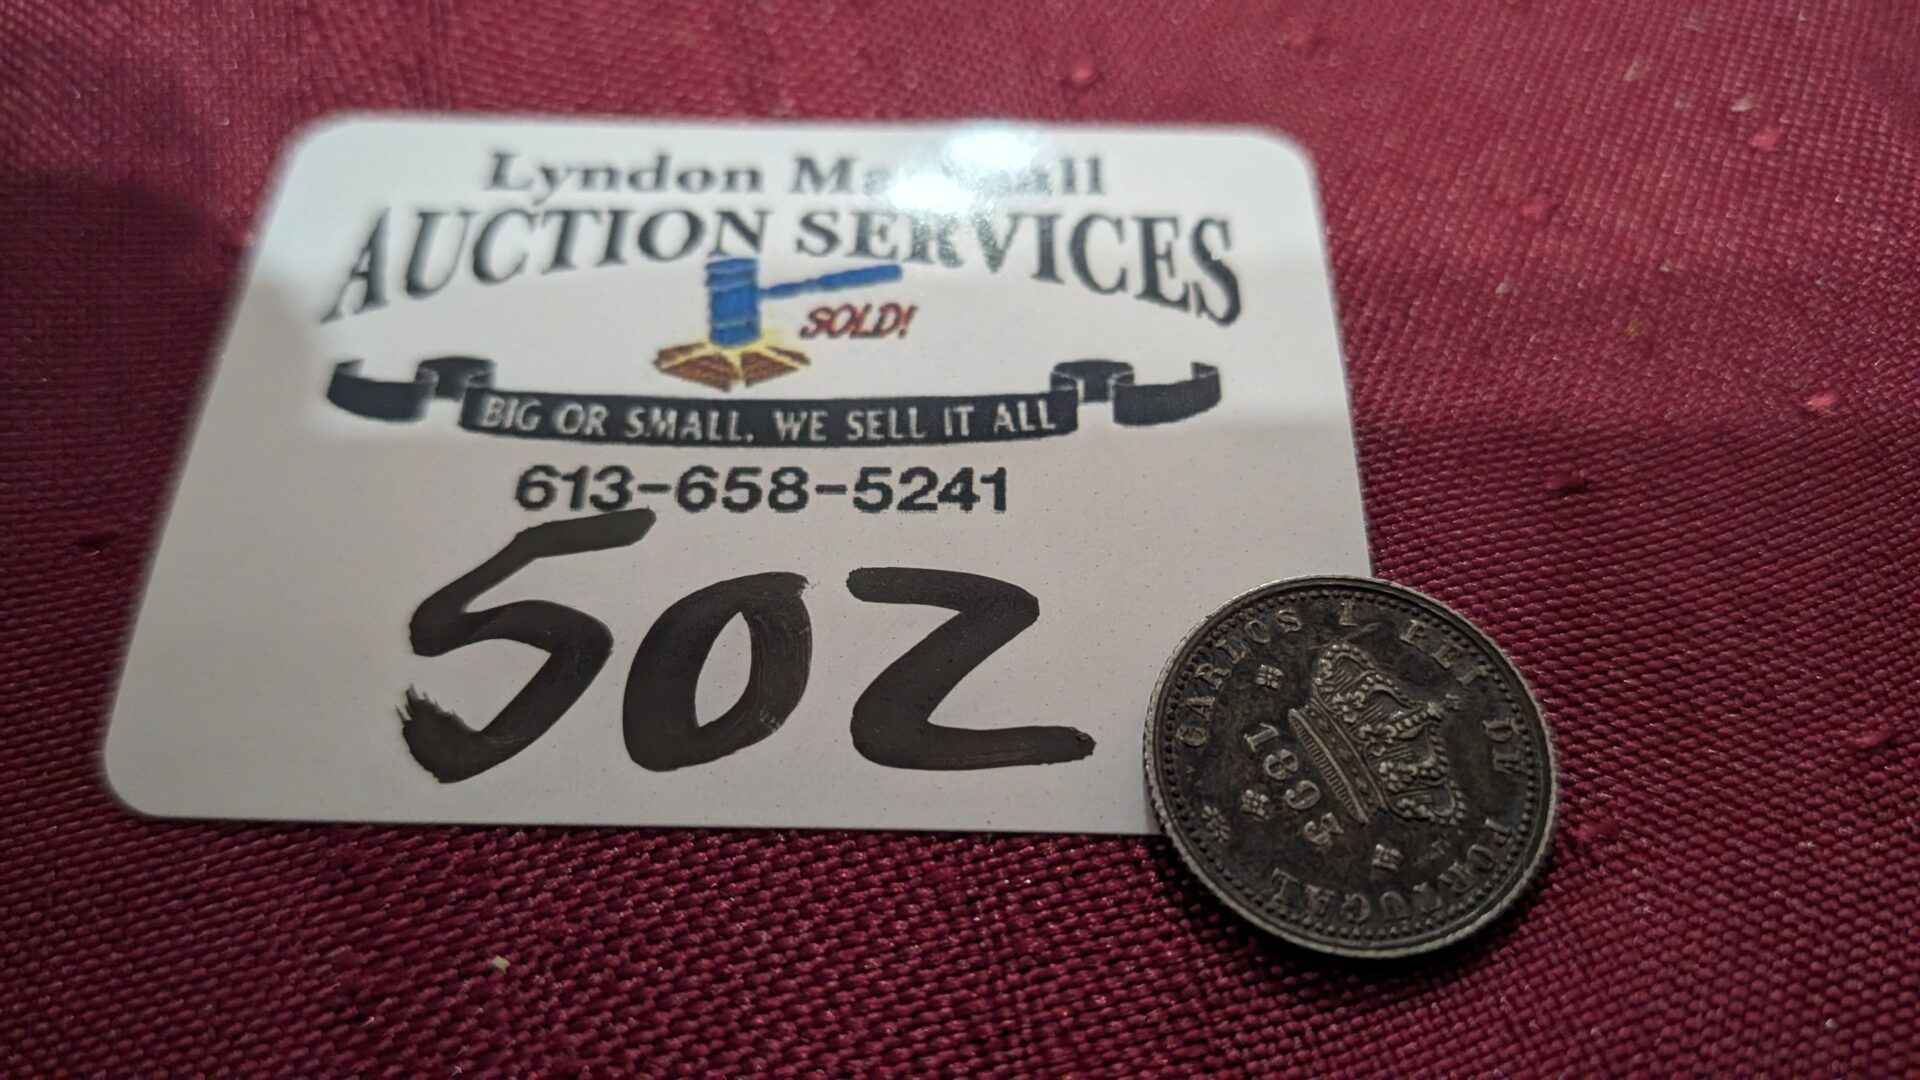 Lyndon
AUCTION SERVICES
SOLD!
BIG OR SMALL, WE SELL IT ALL
613-658-5241
502
CARLOS I REI DE PORTUGAL
1893